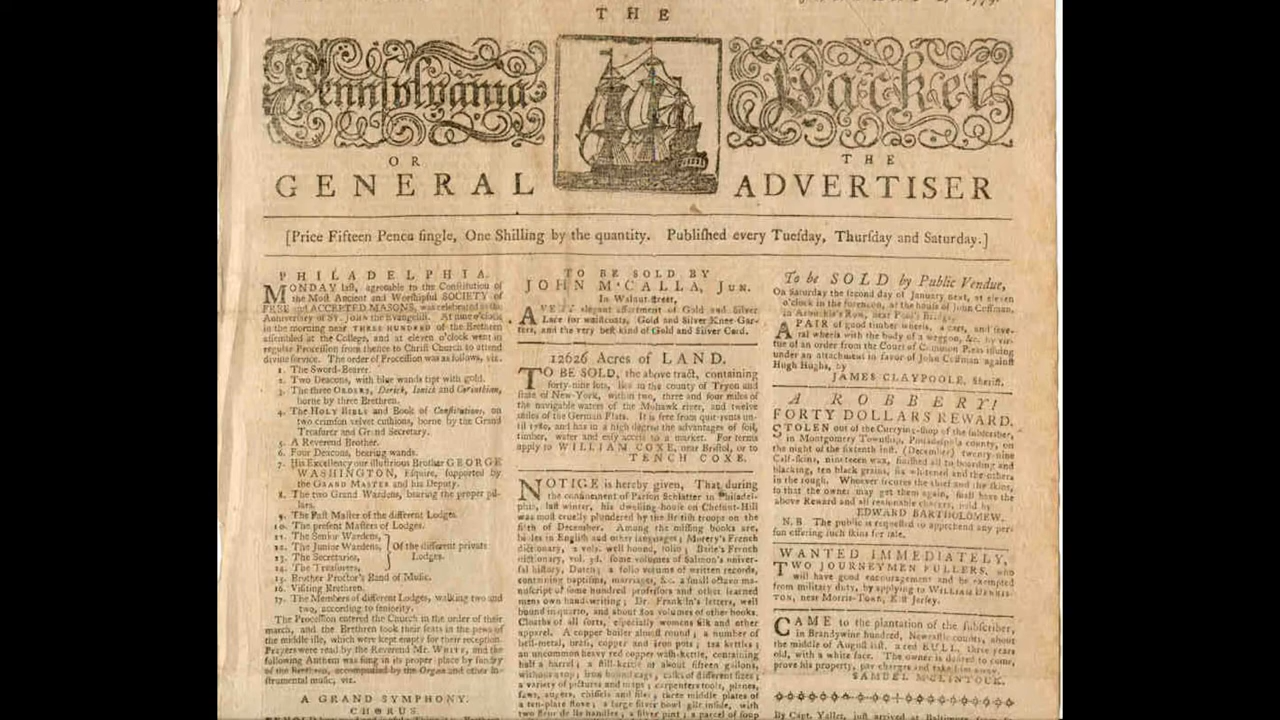 THE
Pennſylvania Packet
OR THE
GENERAL ADVERTISER
[Price Fifteen Pence ſingle, One Shilling by the quantity. Publiſhed every Tueſday, Thurſday and Saturday.]
PHILADELPHIA.
MONDAY laſt, agreeable to the Conſtitution of
the Moſt Ancient and Worſhipful SOCIETY of
FREE and ACCEPTED MASONS, was celebrated the
Anniverſary of ST. JOHN the Evangeliſt. At nine o'clock
in the morning near THREE HUNDRED of the Brethren
aſſembled at the College, and at eleven o'clock went in
regular Proceſſion from thence to Chriſt Church to attend
divine ſervice. The order of Proceſſion was as follows, viz.
1. The Sword-Bearer.
2. Two Deacons, with blue wands tipt with gold.
3. The three ORDERS, Dorick, Ionick and Corinthian,
borne by three Brethren.
4. The HOLY BIBLE and Book of Conſtitutions, on
two crimſon velvet cuſhions, borne by the Grand
Treaſurer and Grand Secretary.
5. A Reverend Brother.
6. Four Deacons, bearing wands.
7. His Excellency our illuſtrious Brother GEORGE
WASHINGTON, Eſquire, ſupported by
the GRAND MASTER and his Deputy.
8. The two Grand Wardens, bearing the proper pil-
lars.
9. The Paſt Maſter of the different Lodges.
10. The preſent Maſters of Lodges.
11. The Senior Wardens,
12. The Junior Wardens,
13. The Secretaries,
14. The Treaſurers,
Of the different private
Lodges.
15. Brother Proctor's Band of Muſic.
16. Viſiting Brethren.
17. The Members of different Lodges, walking two and
two, according to ſeniority.
The Proceſſion entered the Church in the order of their
march, and the Brethren took their ſeats in the pews of
the middle iſle, which were kept empty for their reception.
Prayers were read by the Reverend Mr. WHITE, and the
following Anthem was ſung in its proper place by ſundry
of the Brethren, accompanied by the Organ and other in-
ſtrumental muſic, viz.
A GRAND SYMPHONY.
CHORUS.
TO BE SOLD BY
JOHN M'CALLA, JUN.
In Walnut-ſtreet,
A VERY elegant aſſortment of Gold and Silver
Lace for waiſtcoats, Gold and Silver Knee-Gar-
ters, and the very beſt kind of Gold and Silver Cord.
12626 Acres of LAND.
TO BE SOLD, the above tract, containing
forty-nine lots, lies in the county of Tryon and
ſtate of New-York, within two, three and four miles of
the navigable waters of the Mohawk river, and twelve
miles of the German Flats. It is free from quit-rents un-
til 1780, and has in a high degree the advantages of ſoil,
timber, water and eaſy acceſs to a market. For terms
apply to WILLIAM COXE, near Briſtol, or to
TENCH COXE.
NOTICE is hereby given, That during
the confinement of Parſon Schlatter in Philadel-
phia, laſt winter, his dwelling-houſe on Cheſnut-Hill
was moſt cruelly plundered by the Britiſh troops on the
fifth of December. Among the miſſing books are,
beſides in Engliſh and other languages; Morery's French
dictionary, 2 vols. well bound, folio; Baile's French
dictionary, vol. 3d. ſome volumes of Salmon's univer-
ſal hiſtory, Dutch; a folio volume of written records,
containing baptiſms, marriages, &c. a ſmall octavo ma-
nuſcript of ſome hundred profeſſors and other learned
mens own hand-writing; Dr. Franklin's letters, well
bound in quarto, and about 800 volumes of other books.
Cloaths of all ſorts, eſpecially womens ſilk and other
apparel. A copper boiler almoſt round; a number of
bell-metal, braſs, copper and iron pots; tea kettles;
an uncommon heavy red copper waſh-kettle, containing
half a barrel; a ſtill-kettle of about fifteen gallons,
without a top; iron bound cags; caſks of different ſizes;
a variety of pictures and maps; carpenters tools, planes,
ſaws, augers, chiſſels and files; three middle plates of
a ten-plate ſtove; a large ſilver bowl gilt inſide, with
two handles; a ſilver pint; a parcel of
To be SOLD by Public Vendue,
On Saturday the ſecond day of January next, at eleven
o'clock in the forenoon, at the houſe of John Coffman,
A PAIR of good timber wheels, a cart, and ſeve-
ral wheels with the body of a waggon, &c. by vir-
tue of an order from the Court of Common Pleas iſſuing
under an attachment in favor of John Coffman againſt
Hugh Hughs, by
JAMES CLAYPOOLE, Sheriff.
A ROBBERY!
FORTY DOLLARS REWARD.
STOLEN out of the Currying-ſhop of the ſubſcriber,
in Montgomery Townſhip, Philadelphia county, on
the night of the ſixteenth inſt. (December) twenty-nine
Calf-ſkins, nineteen wax, finiſhed all to boarding and
blacking, ten black grains, ſix whitened and the others
in the rough. Whoever ſecures the thief and the ſkins,
ſo that the owner may get them again, ſhall have the
above Reward and all reaſonable charges, paid by
EDWARD BARTHOLOMEW.
N. B. The public is requeſted to apprehend any per-
ſon offering ſuch ſkins for ſale.
WANTED IMMEDIATELY,
TWO JOURNEYMEN FULLERS, who
will have good encouragement and be exempted
from military duty, by applying to WILLIAM DENNIS-
TON, near Morris-Town, Eaſt Jerſey.
CAME to the plantation of the ſubſcriber,
in Brandywine hundred, Newcaſtle county, about
the middle of Auguſt laſt, a red BULL, three years
old, with a white face. The owner is deſired to come,
prove his property, pay charges and take him away.
SAMUEL M'CLINTOCK.
By Capt. Yaller, juſt arrived at Baltimore